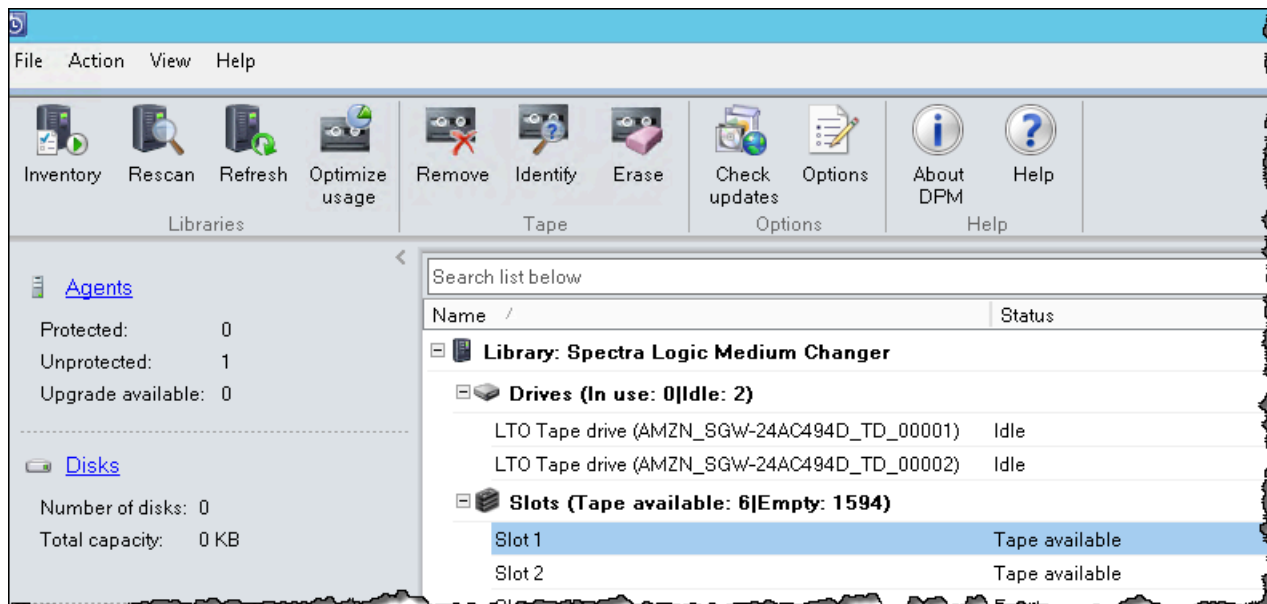 File Action View Help
Inventory Rescan Refresh Optimize usage
Libraries
Remove Identify Erase
Tape
Check updates Options
Options
About DPM Help
Help
Agents
Protected: 0
Unprotected: 1
Upgrade available: 0
Disks
Number of disks: 0
Total capacity: 0 KB
Search list below
Name Status
Library: Spectra Logic Medium Changer
Drives (In use: 0|Idle: 2)
LTO Tape drive (AMZN_SGW-24AC494D_TD_00001) Idle
LTO Tape drive (AMZN_SGW-24AC494D_TD_00002) Idle
Slots (Tape available: 6|Empty: 1594)
Slot 1 Tape available
Slot 2 Tape available